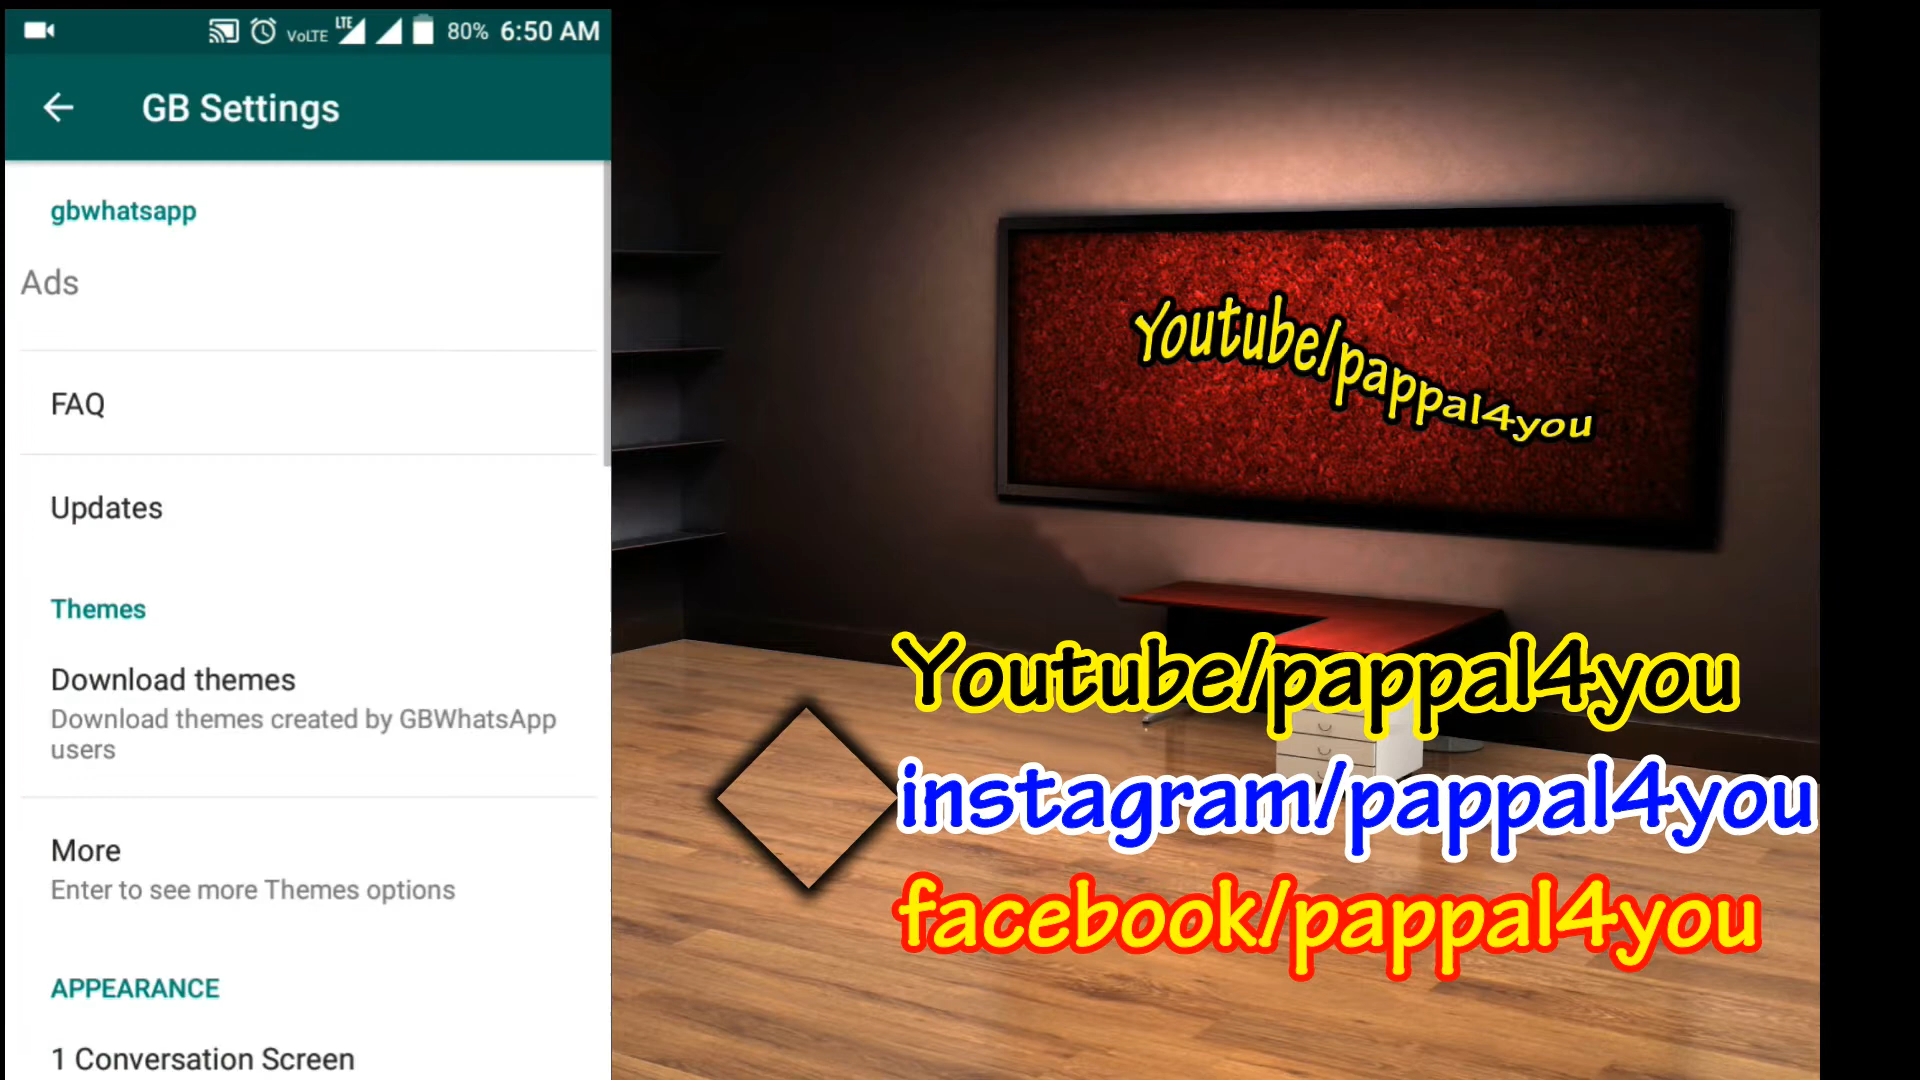 VoLTE LTE 80% 6:50 AM
GB Settings
gbwhatsapp
Ads
FAQ
Updates
Themes
Download themes
Download themes created by GBWhatsApp
users
More
Enter to see more Themes options
APPEARANCE
1 Conversation Screen
Youtube/pappal4you
Youtube/pappal4you
instagram/pappal4you
facebook/pappal4you